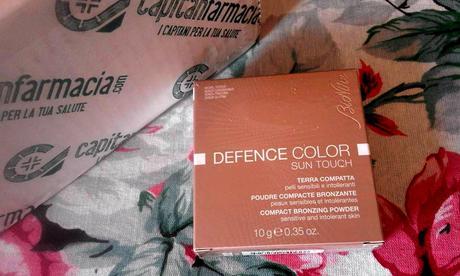 capitanfarmacia
I CAPITANI PER LA TUA SALUTE
nfarmacia.com
PER LA TUA SALUTE
capita
I CAPITANI P
BioNike
DEFENCE COLOR
SUN TOUCH
TERRA COMPATTA
pelli sensibili e intolleranti
POUDRE COMPACTE BRONZANTE
peaux sensibles et intolérantes
COMPACT BRONZING POWDER
sensitive and intolerant skin
10 g e 0.35 oz.